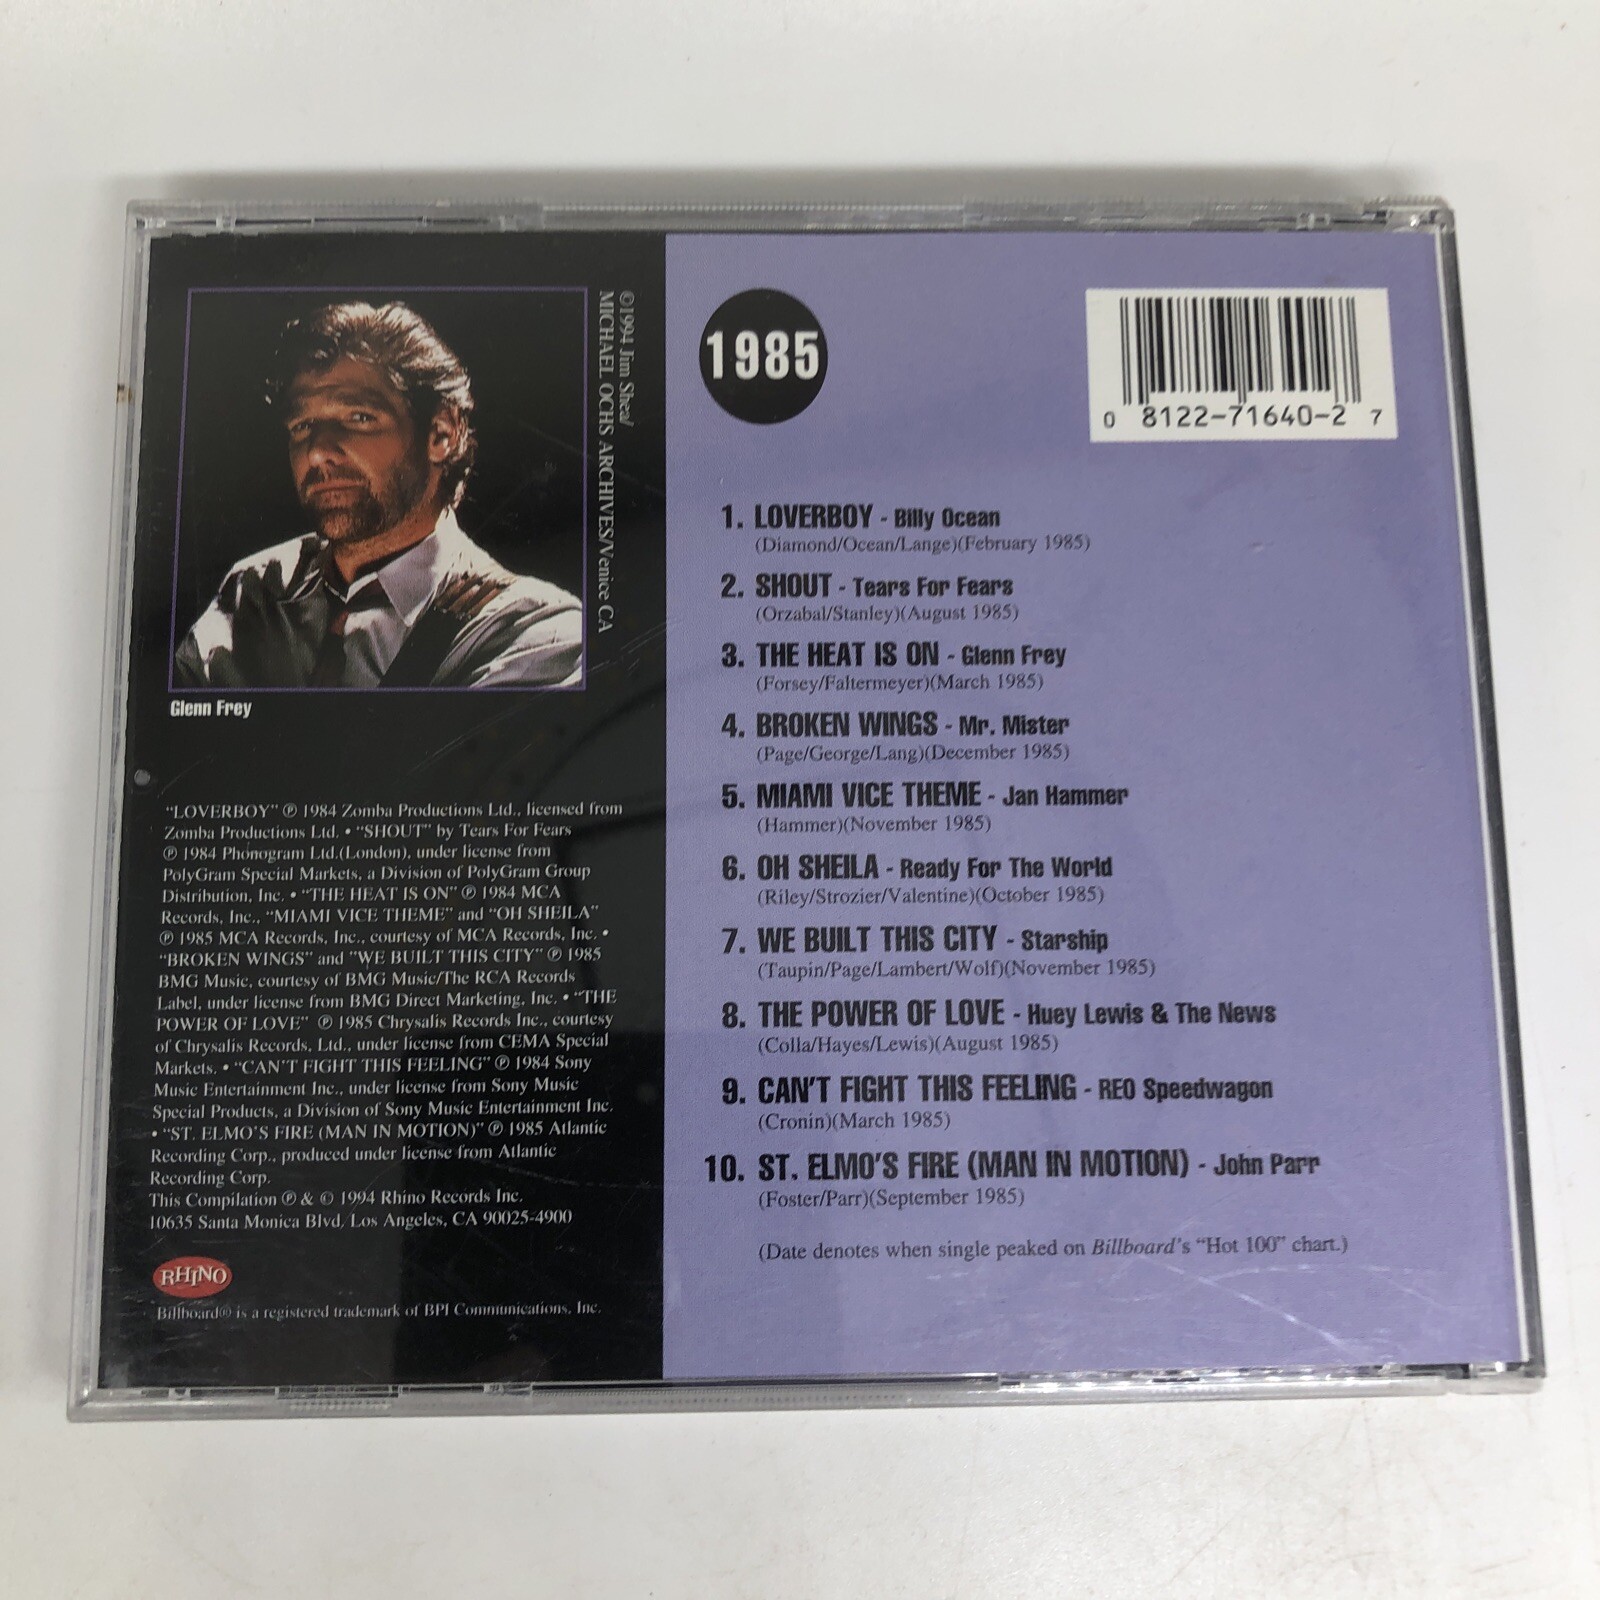 ©1994 Jim Shea/
MICHAEL OCHS ARCHIVES/Venice CA
Glenn Frey
"LOVERBOY" ℗ 1984 Zomba Productions Ltd., licensed from
Zomba Productions Ltd. • "SHOUT" by Tears For Fears
℗ 1984 Phonogram Ltd.(London), under license from
PolyGram Special Markets, a Division of PolyGram Group
Distribution, Inc. • "THE HEAT IS ON" ℗ 1984 MCA
Records, Inc., "MIAMI VICE THEME" and "OH SHEILA"
℗ 1985 MCA Records, Inc., courtesy of MCA Records, Inc. •
"BROKEN WINGS" and "WE BUILT THIS CITY" ℗ 1985
BMG Music, courtesy of BMG Music/The RCA Records
Label, under license from BMG Direct Marketing, Inc. • "THE
POWER OF LOVE" ℗ 1985 Chrysalis Records Inc., courtesy
of Chrysalis Records, Ltd., under license from CEMA Special
Markets. • "CAN'T FIGHT THIS FEELING" ℗ 1984 Sony
Music Entertainment Inc., under license from Sony Music
Special Products, a Division of Sony Music Entertainment Inc.
• "ST. ELMO'S FIRE (MAN IN MOTION)" ℗ 1985 Atlantic
Recording Corp., produced under license from Atlantic
Recording Corp.
This Compilation ℗ & © 1994 Rhino Records Inc.
10635 Santa Monica Blvd, Los Angeles, CA 90025-4900
RHINO
Billboard® is a registered trademark of BPI Communications, Inc.
1985
0 81227-71640-2 7
1. LOVERBOY - Billy Ocean
(Diamond/Ocean/Lange)(February 1985)
2. SHOUT - Tears For Fears
(Orzabal/Stanley)(August 1985)
3. THE HEAT IS ON - Glenn Frey
(Forsey/Faltermeyer)(March 1985)
4. BROKEN WINGS - Mr. Mister
(Page/George/Lang)(December 1985)
5. MIAMI VICE THEME - Jan Hammer
(Hammer)(November 1985)
6. OH SHEILA - Ready For The World
(Riley/Strozier/Valentine)(October 1985)
7. WE BUILT THIS CITY - Starship
(Taupin/Page/Lambert/Wolf)(November 1985)
8. THE POWER OF LOVE - Huey Lewis & The News
(Colla/Hayes/Lewis)(August 1985)
9. CAN'T FIGHT THIS FEELING - REO Speedwagon
(Cronin)(March 1985)
10. ST. ELMO'S FIRE (MAN IN MOTION) - John Parr
(Foster/Parr)(September 1985)
(Date denotes when single peaked on Billboard's "Hot 100" chart.)